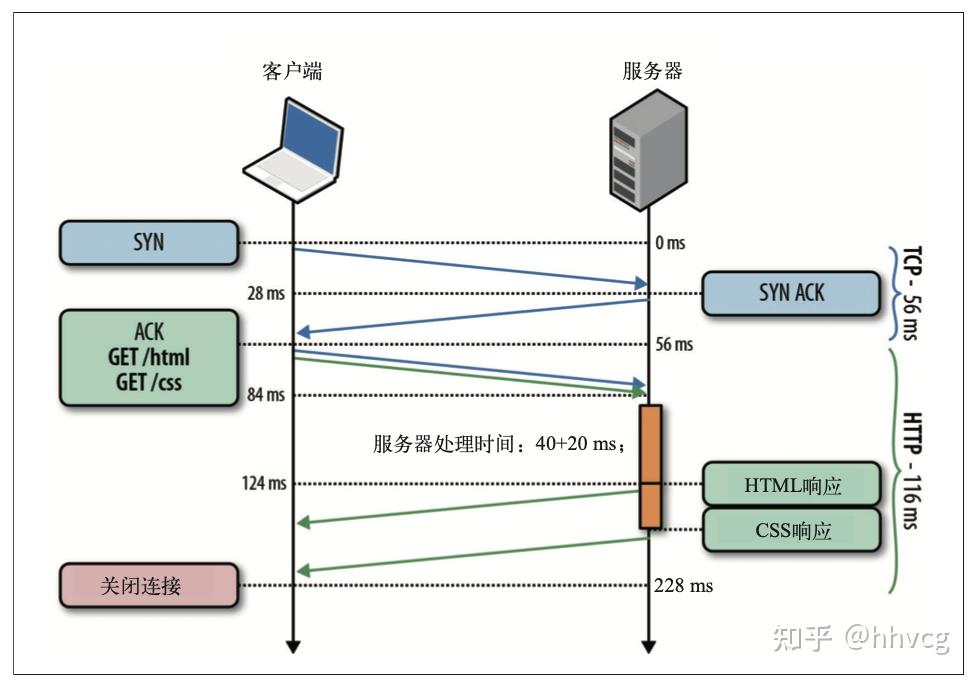 客户端
服务器
SYN
0 ms
28 ms
SYN ACK
TCP - 56 ms
ACK
GET /html
GET /css
56 ms
84 ms
服务器处理时间：40+20 ms；
HTTP - 116 ms
124 ms
HTML响应
CSS响应
关闭连接
228 ms
知乎 @hhvcg